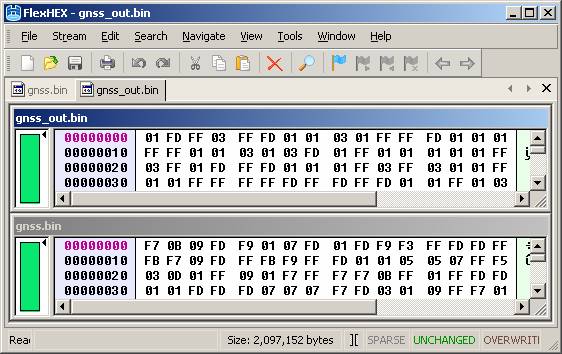 FlexHEX - gnss_out.bin
File Stream Edit Search Navigate View Tools Window Help
gnss.bin gnss_out.bin
gnss_out.bin
00000000 01 FD FF 03 FF FD 01 01 03 01 FF FF FD 01 01 01
00000010 FF FF 01 01 03 01 03 FD 01 FF 01 01 01 01 01 FF
00000020 03 FF 01 FD FF FD 01 01 FF 03 FF 03 01 01 FF
00000030 01 01 FF FF FF FD FF FF FD 01 01 FF 01 03
gnss.bin
00000000 F7 0B 09 FD F9 01 07 FD 01 FD F9 F3 FF FD FD FF
00000010 FB F7 09 FD FF FB F9 FF FD 01 01 05 05 07 FF F5
00000020 03 0D 01 FF 09 01 F7 FF F7 F7 0B FF 01 FF FD FD
00000030 01 01 FD FD 07 07 07 F7 FD 03 01 09 FF F7 01
Read Size: 2,097,152 bytes ][ SPARSE UNCHANGED OVERWRITI